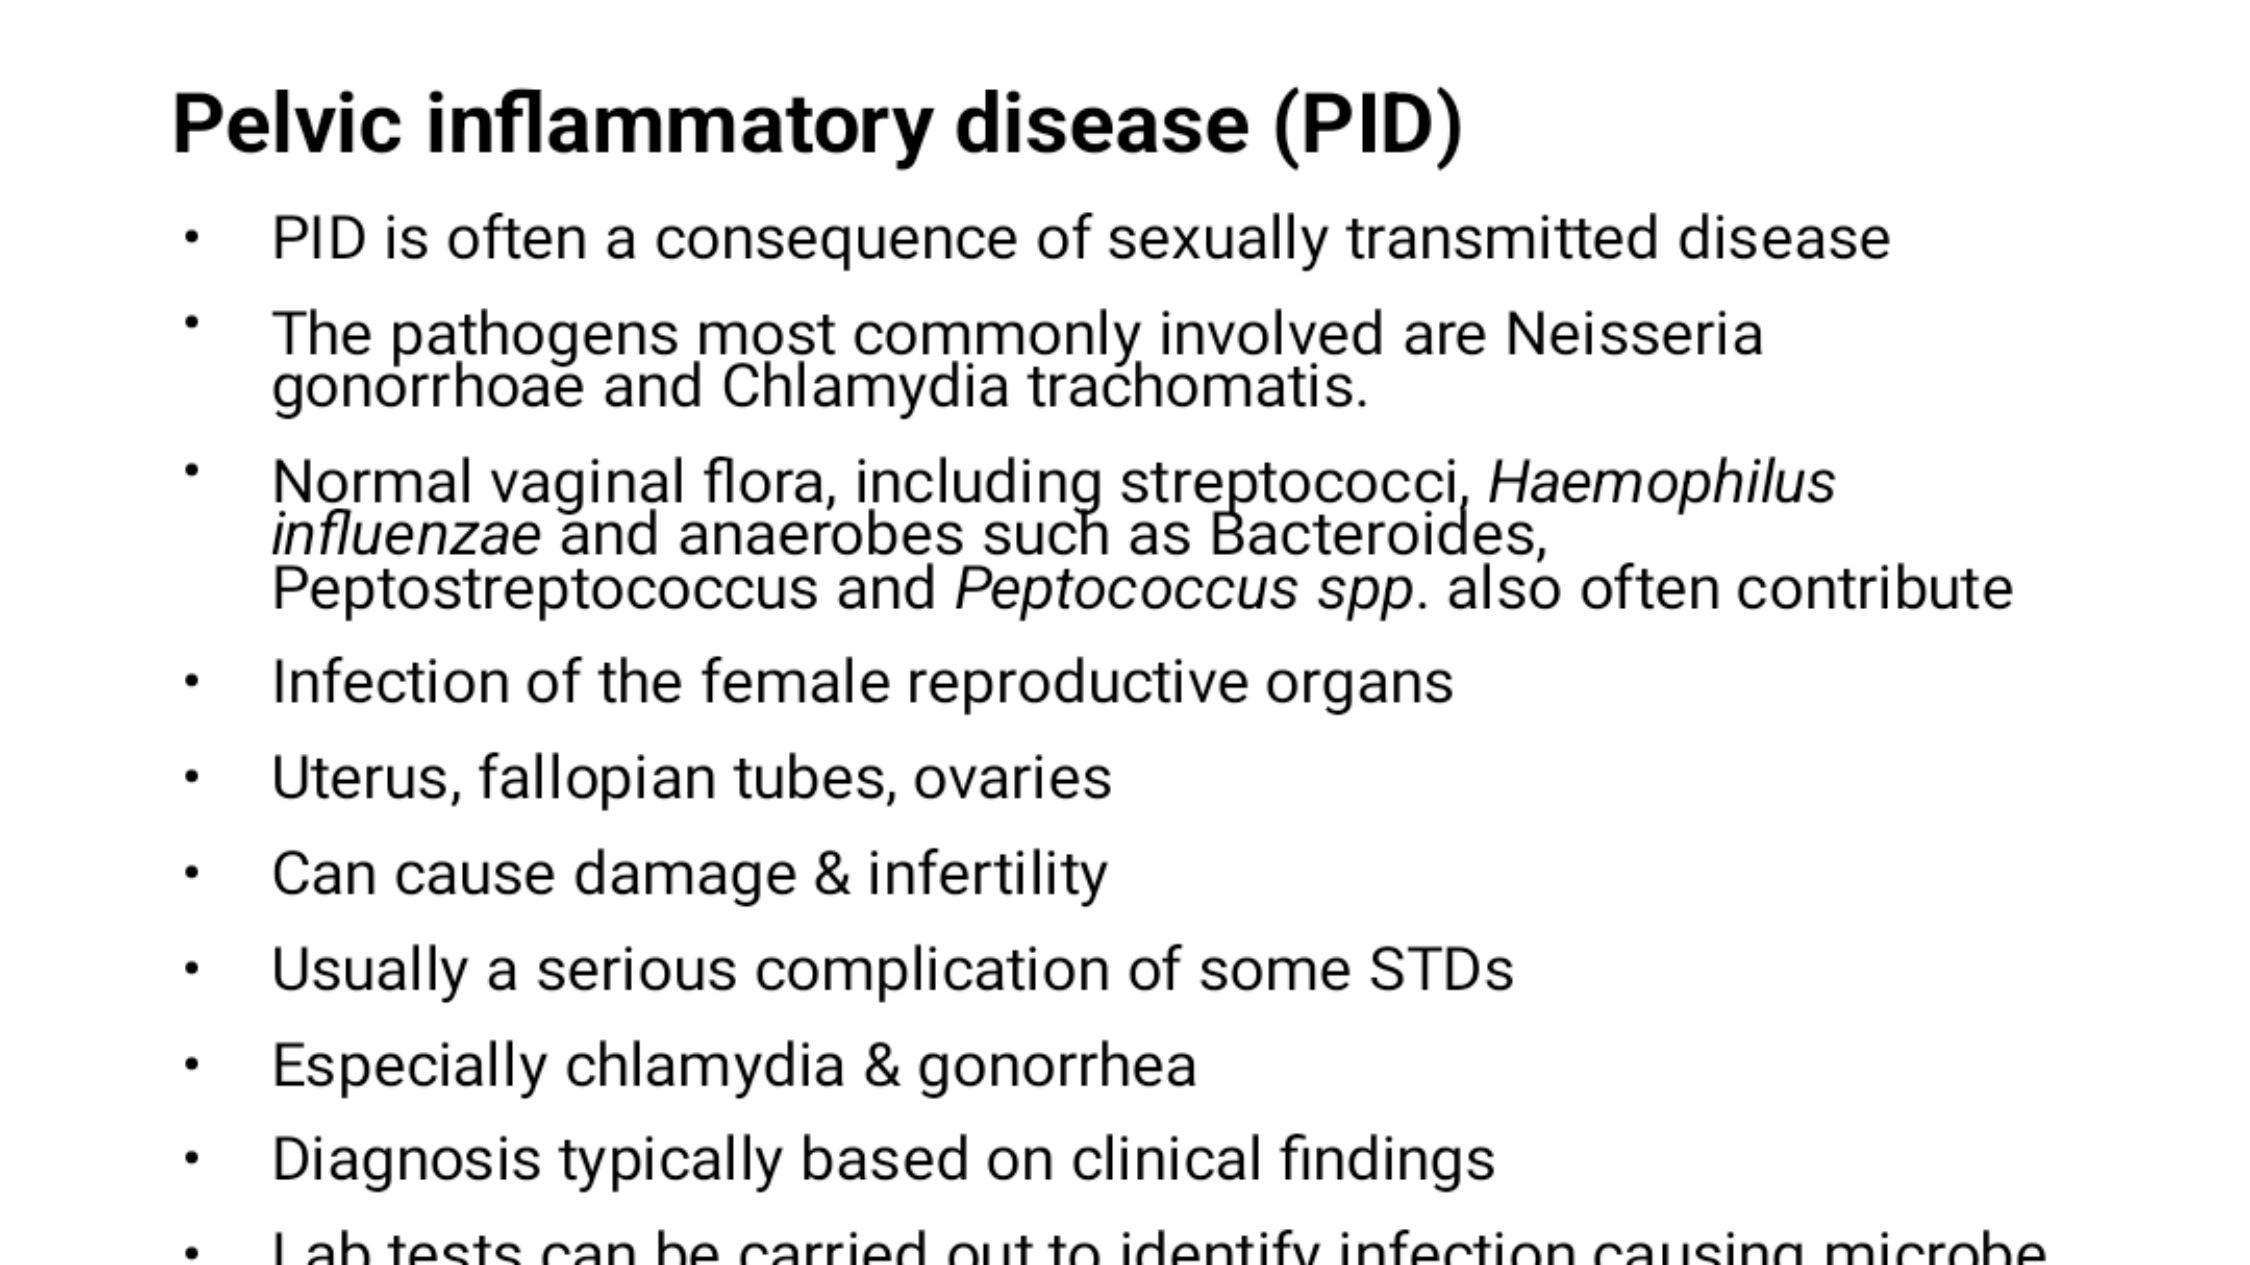 Pelvic inflammatory disease (PID)
• PID is often a consequence of sexually transmitted disease
• The pathogens most commonly involved are Neisseria
gonorrhoae and Chlamydia trachomatis.
• Normal vaginal flora, including streptococci, Haemophilus
influenzae and anaerobes such as Bacteroides,
Peptostreptococcus and Peptococcus spp. also often contribute
• Infection of the female reproductive organs
• Uterus, fallopian tubes, ovaries
• Can cause damage & infertility
• Usually a serious complication of some STDs
• Especially chlamydia & gonorrhea
• Diagnosis typically based on clinical findings
• Lab tests can be carried out to identify infection causing microbe